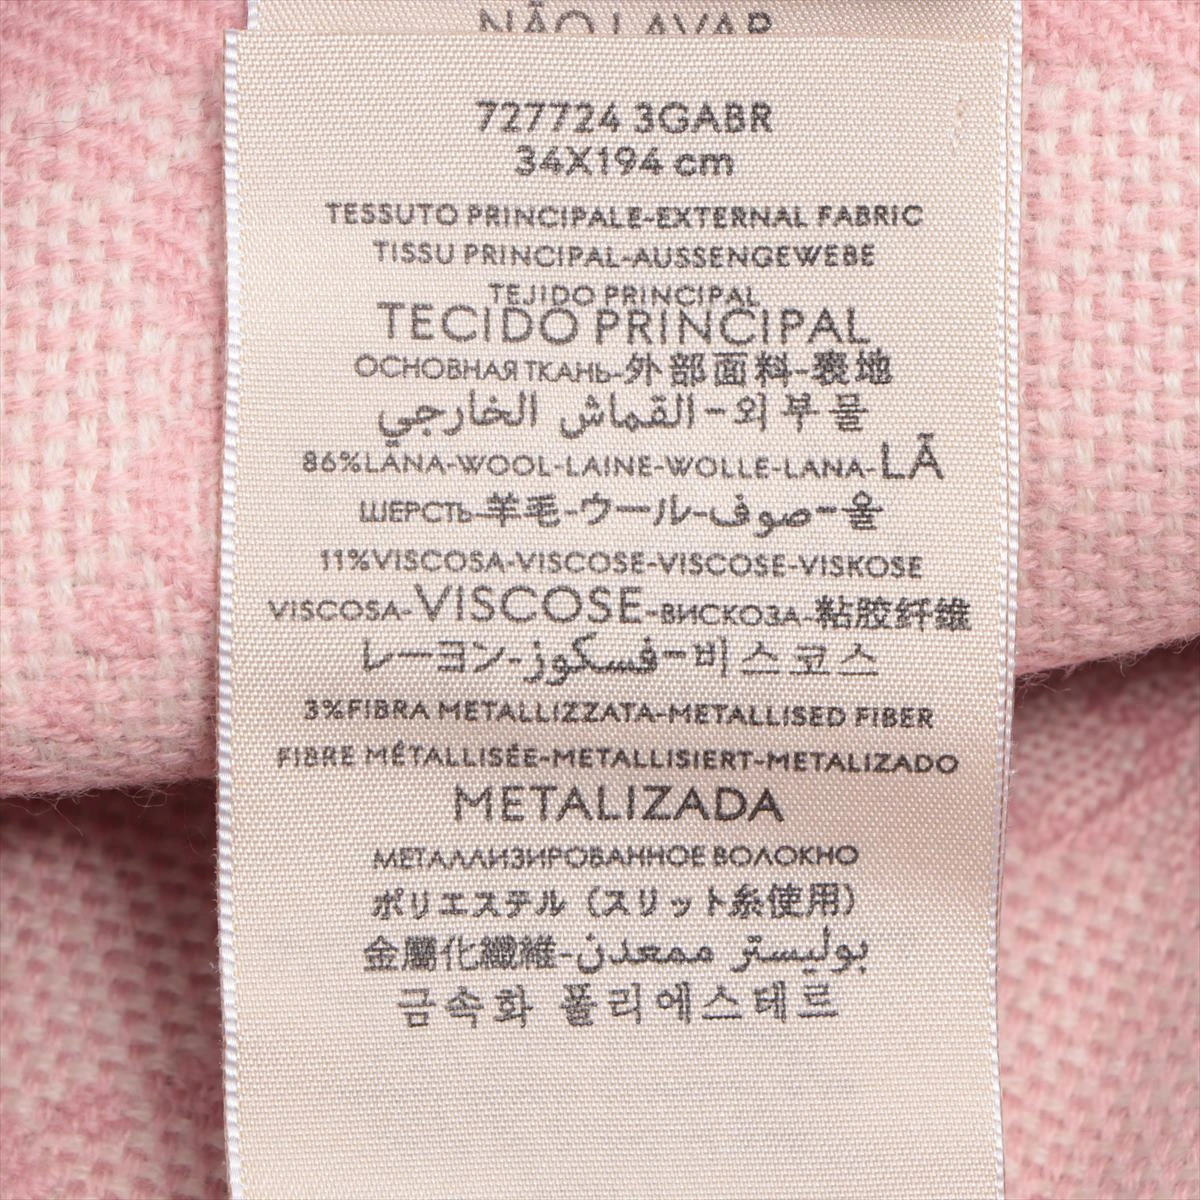 NÃO LAVAR
727724 3GABR
34X194 cm
TESSUTO PRINCIPALE-EXTERNAL FABRIC
TISSU PRINCIPAL-AUSSENGEWEBE
TEJIDO PRINCIPAL
TECIDO PRINCIPAL
ОСНОВНАЯ ТКАНЬ-外部面料-表地
القماش الخارجي-외부물
86%LANA-WOOL-LAINE-WOLLE-LANA-LÃ
ШЕРСТЬ-羊毛-ウール-صوف-울
11%VISCOSA-VISCOSE-VISCOSE-VISKOSE
VISCOSA-VISCOSE-ВИСКОЗА-粘胶纤维
レーヨン-فسكوز-비스코스
3%FIBRA METALLIZZATA-METALLISED FIBER
FIBRE MÉTALLISÉE-METALLISIERT-METALIZADO
METALIZADA
МЕТАЛЛИЗИРОВАННОЕ ВОЛОКНО
ポリエステル（スリット糸使用）
金屬化纖維-بوليستر ممعدن
금속화 폴리에스테르